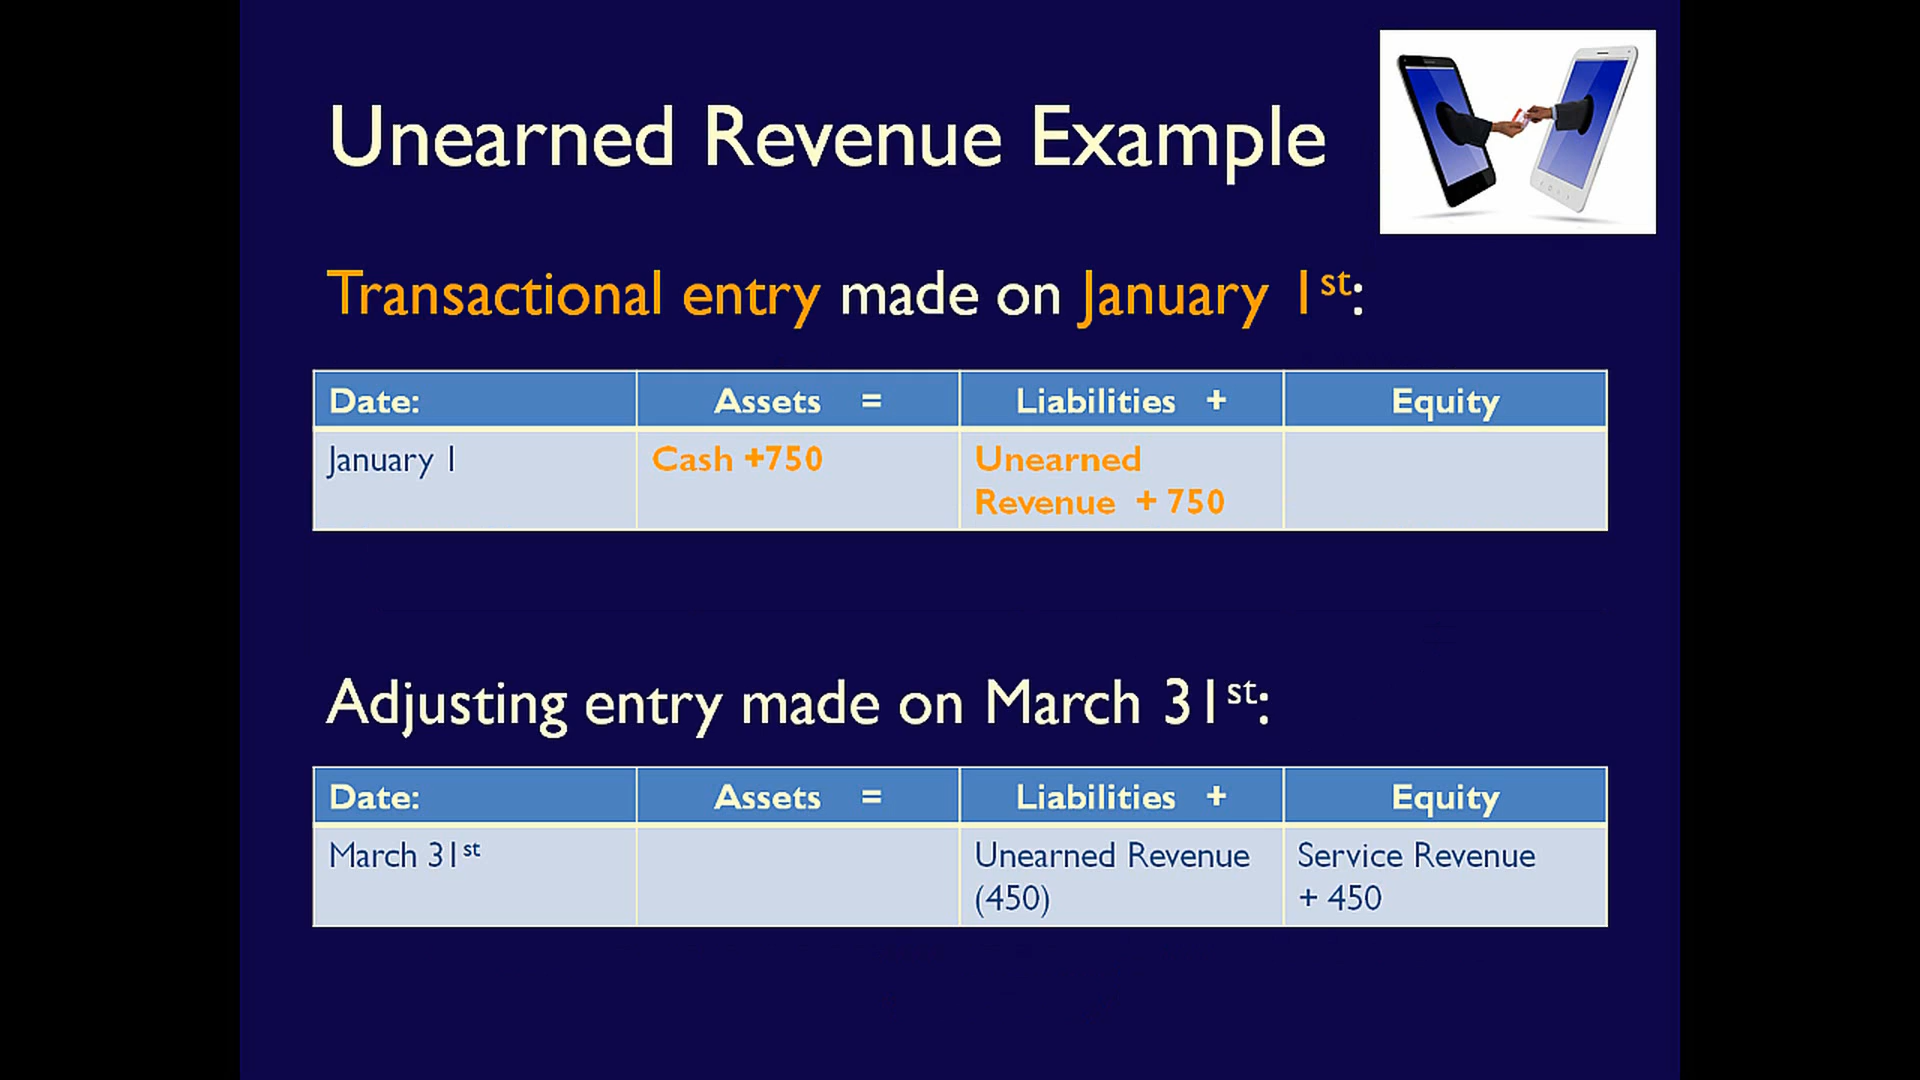 Unearned Revenue Example
Transactional entry made on January 1st:
Date: Assets = Liabilities + Equity
January 1 Cash +750 Unearned
Revenue + 750
Adjusting entry made on March 31st:
Date: Assets = Liabilities + Equity
March 31st Unearned Revenue Service Revenue
(450) + 450